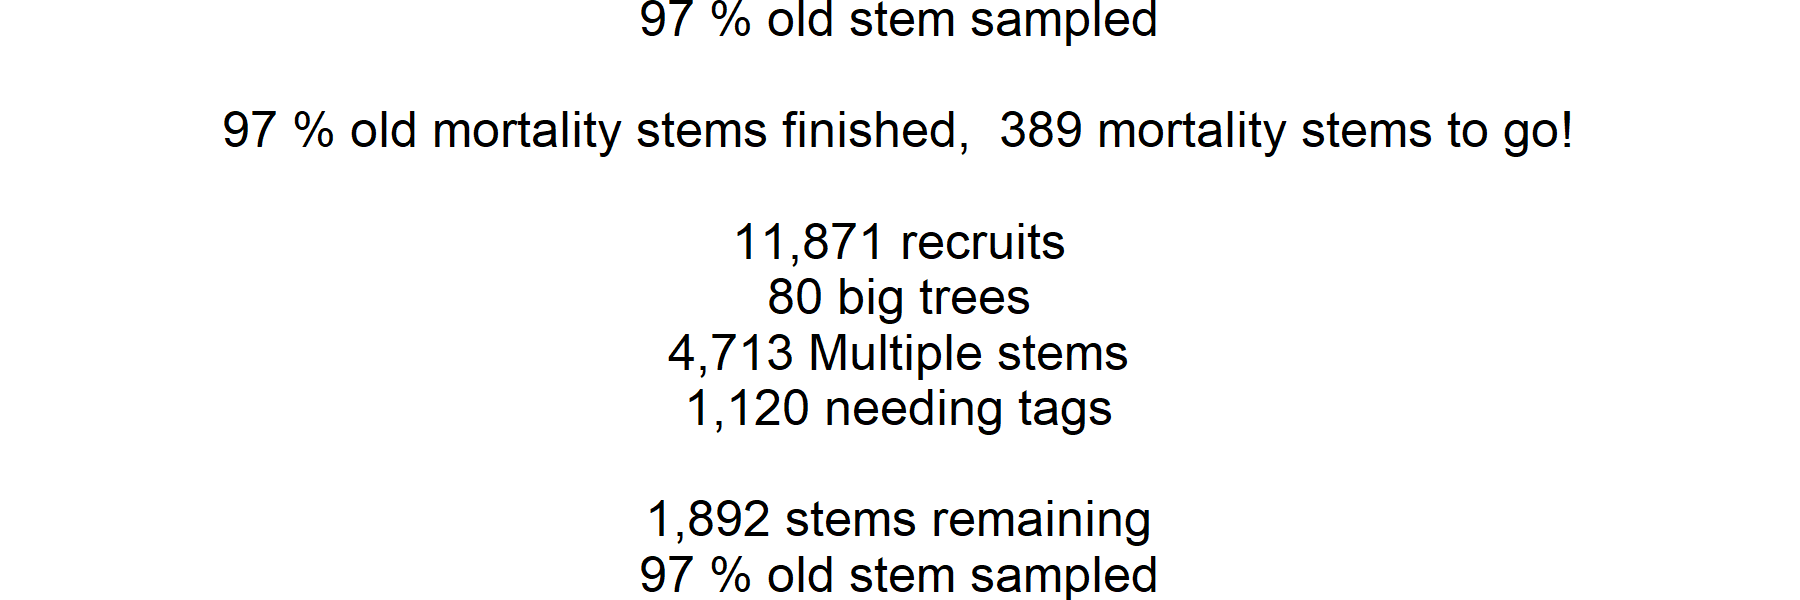 97 % old stem sampled
97 % old mortality stems finished,  389 mortality stems to go!
11,871 recruits
80 big trees
4,713 Multiple stems
1,120 needing tags
1,892 stems remaining
97 % old stem sampled